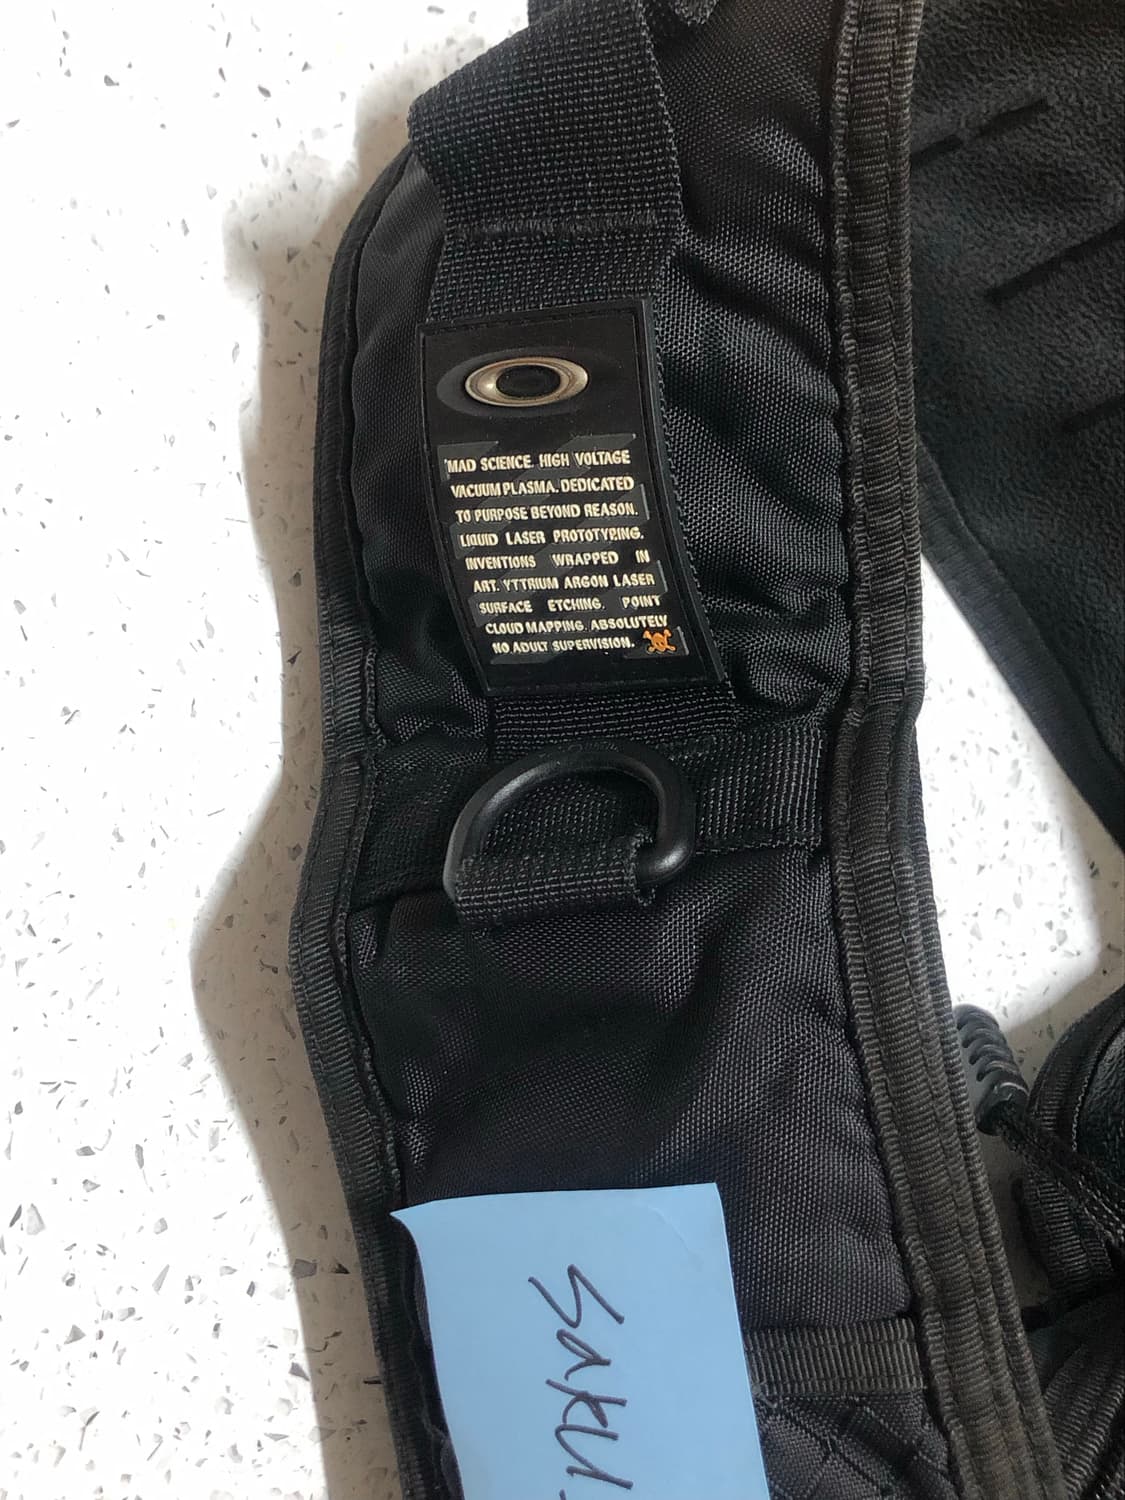 MAD SCIENCE. HIGH VOLTAGE
VACUUM PLASMA. DEDICATED
TO PURPOSE BEYOND REASON.
LIQUID LASER PROTOTYPING.
INVENTIONS WRAPPED IN
ART. YTTRIUM ARGON LASER
SURFACE ETCHING. POINT
CLOUD MAPPING. ABSOLUTELY
NO ADULT SUPERVISION.